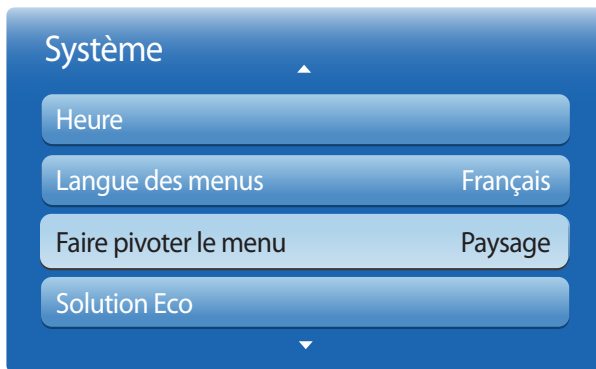 Système
Heure
Langue des menus Français
Faire pivoter le menu Paysage
Solution Eco